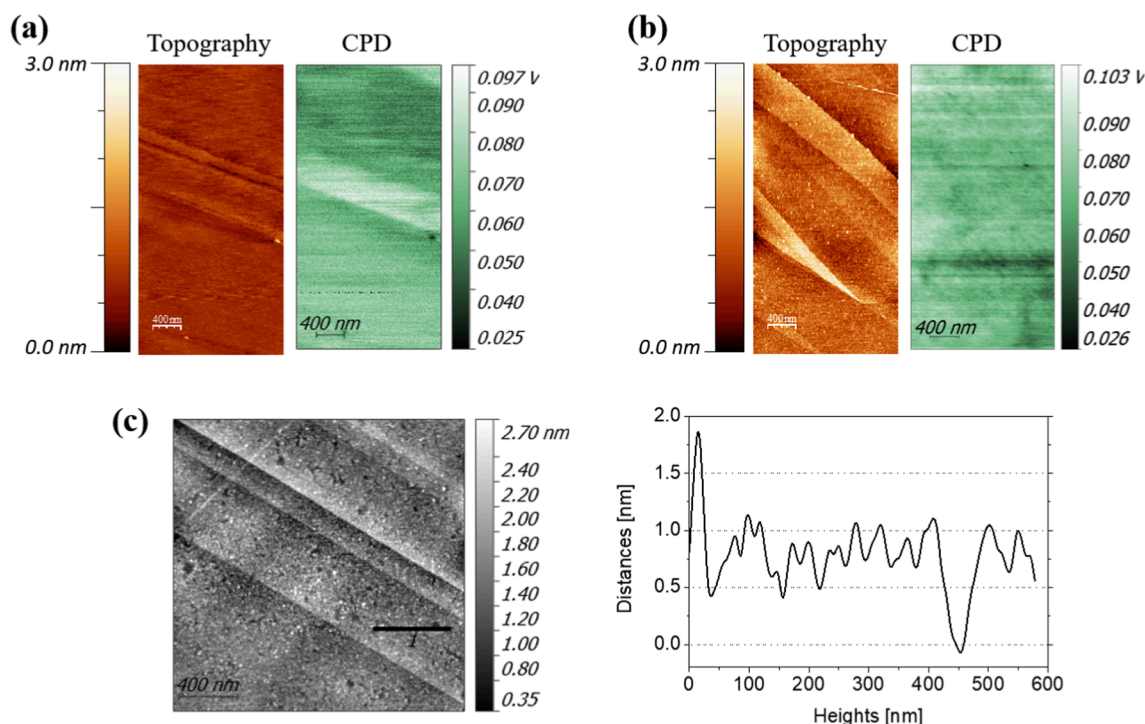 (a)
Topography
CPD
3.0 nm
0.0 nm
400 nm
400 nm
0.097 V
0.090
0.080
0.070
0.060
0.050
0.040
0.025
(b)
Topography
CPD
3.0 nm
0.0 nm
400 nm
400 nm
0.103 V
0.090
0.080
0.070
0.060
0.050
0.040
0.026
(c)
1
400 nm
2.70 nm
2.40
2.20
2.00
1.80
1.60
1.40
1.20
1.00
0.80
0.35
Distances [nm]
2.0
1.5
1.0
0.5
0.0
0 100 200 300 400 500 600
Heights [nm]